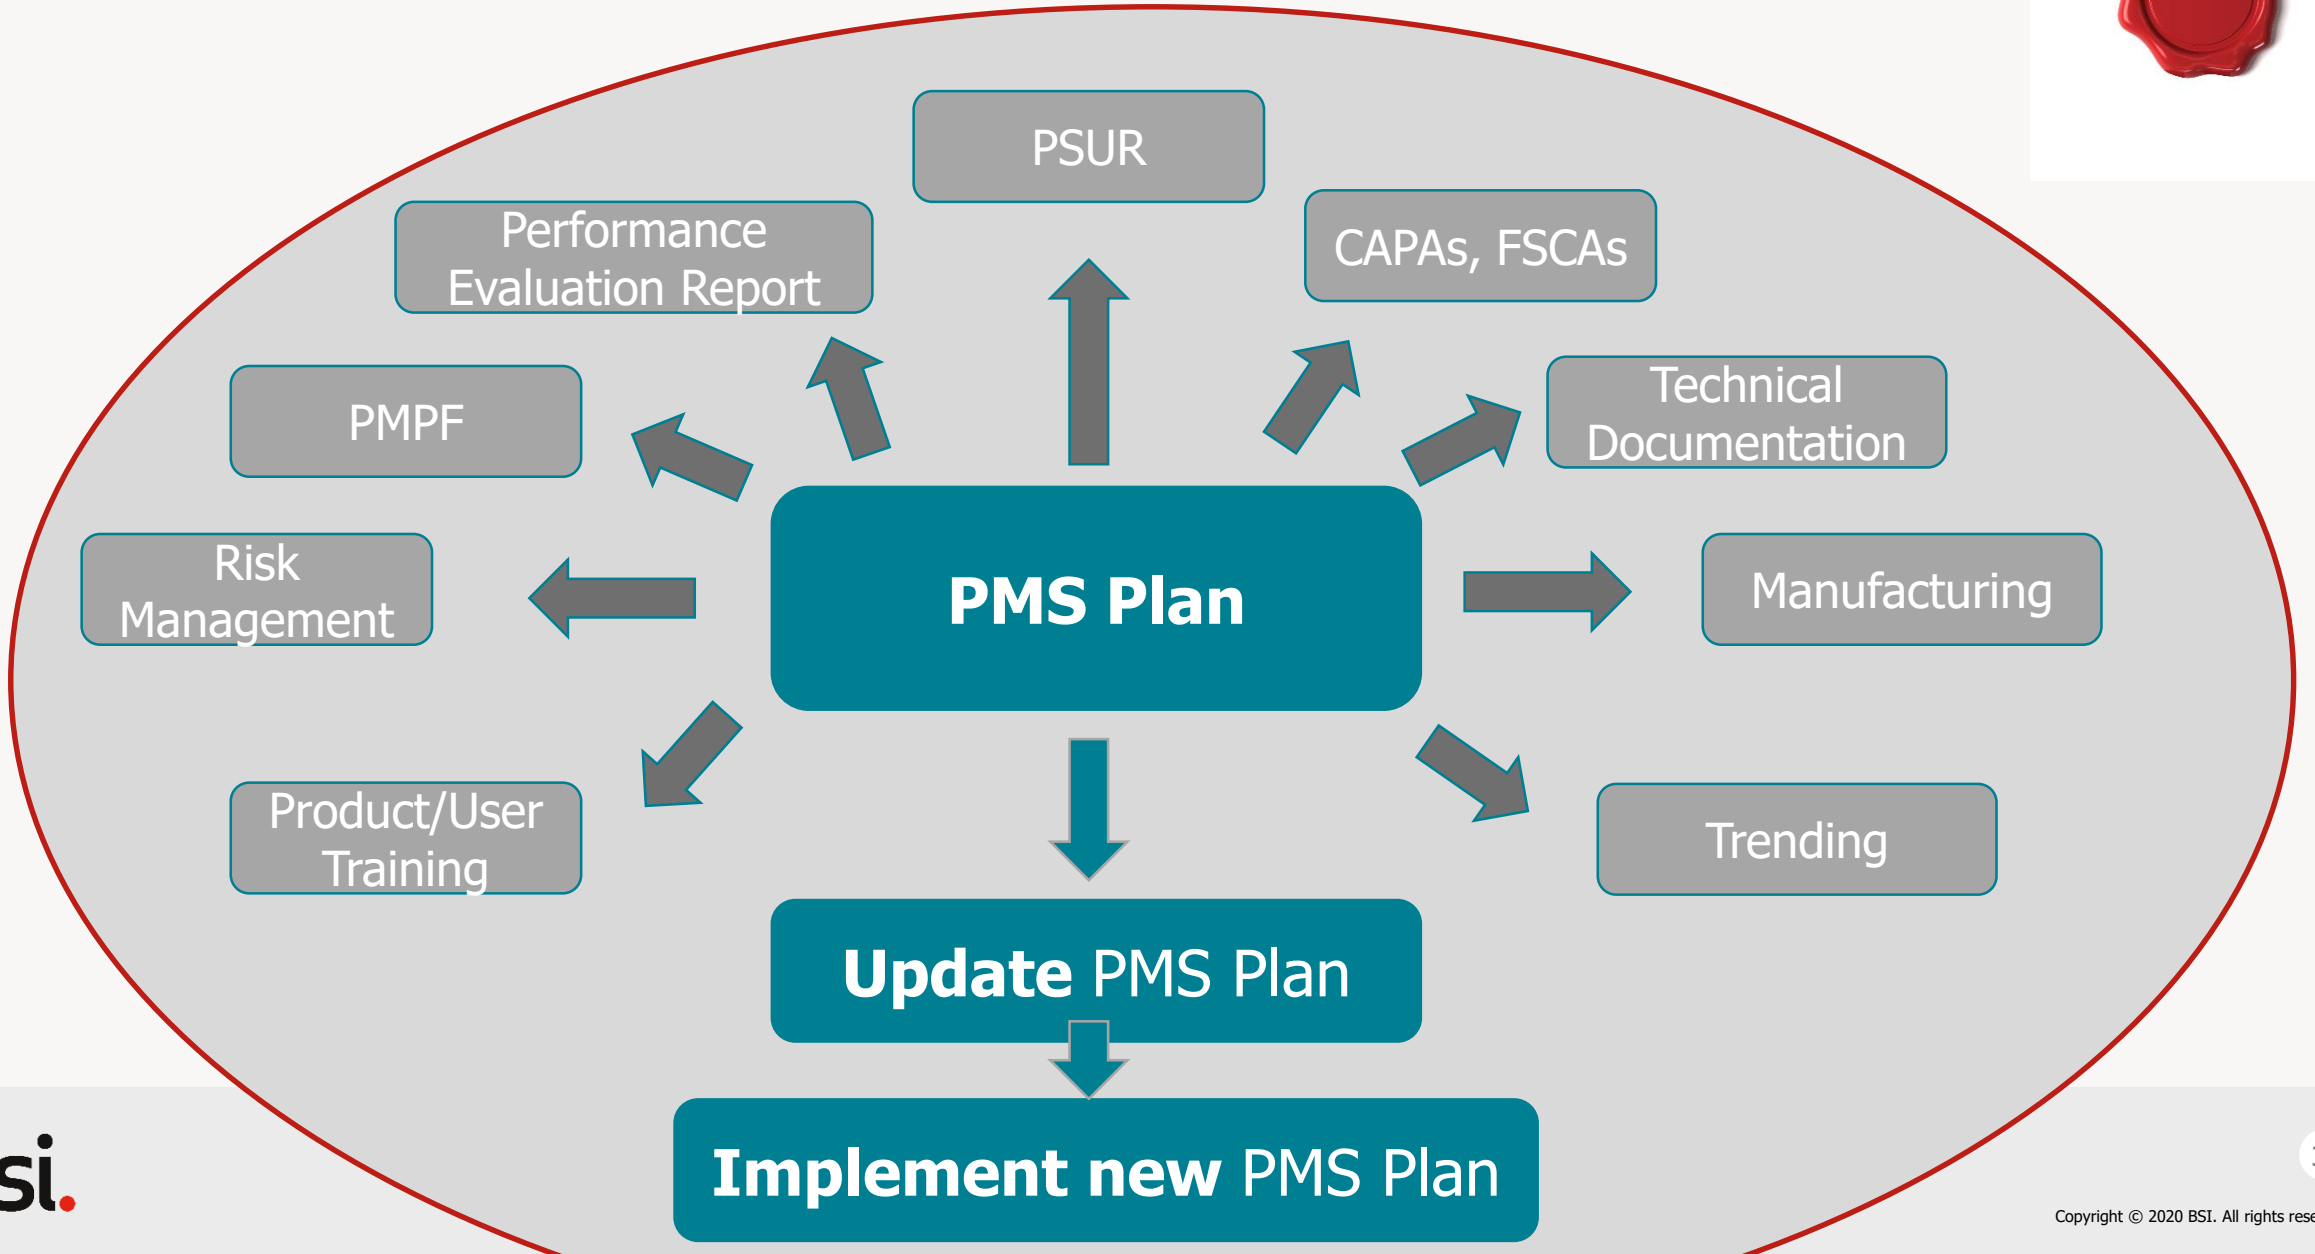 PSUR
Performance
Evaluation Report
CAPAs, FSCAs
PMPF
Technical
Documentation
Risk
Management
PMS Plan
Manufacturing
Product/User
Training
Trending
Update PMS Plan
Implement new PMS Plan
si.
Copyright © 2020 BSI. All rights rese